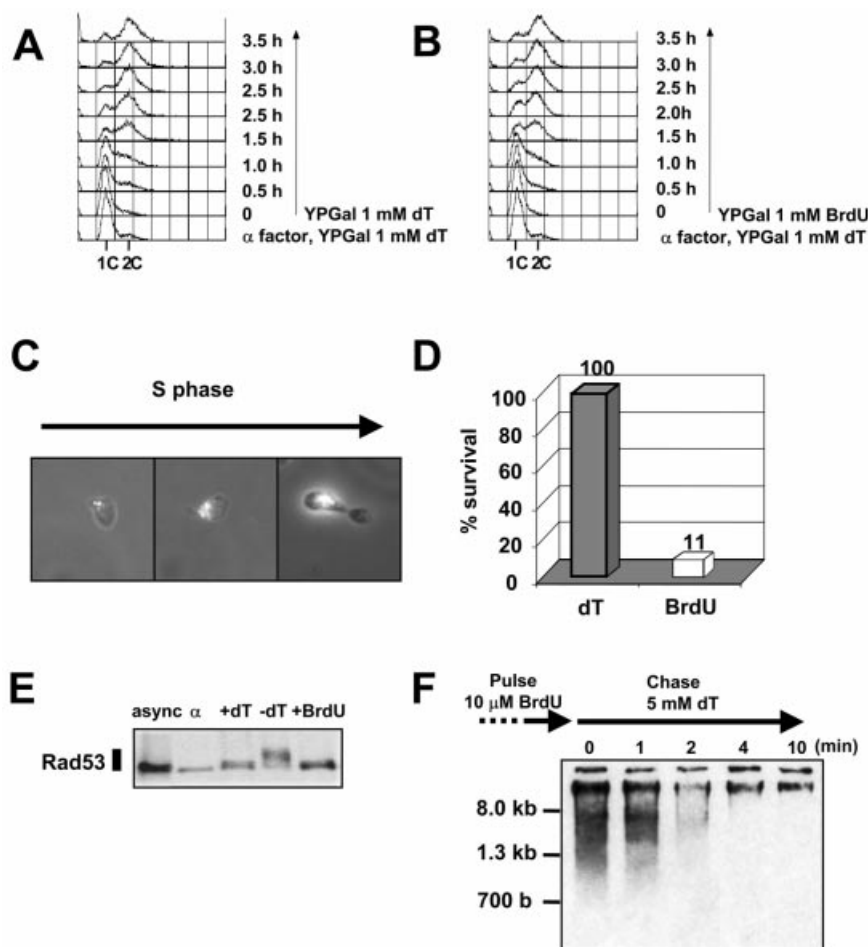 A
3.5 h
3.0 h
2.5 h
2.5 h
1.5 h
1.0 h
0.5 h
0
YPGal 1 mM dT
α factor, YPGal 1 mM dT
1C 2C
B
3.5 h
3.0 h
2.5 h
2.0h
1.5 h
1.0 h
0.5 h
0
YPGal 1 mM BrdU
α factor, YPGal 1 mM dT
1C 2C
C
S phase
D
% survival
100
80
60
40
20
0
100
11
dT
BrdU
E
async α +dT -dT +BrdU
Rad53
F
Pulse
10 μM BrdU
Chase
5 mM dT
0 1 2 4 10 (min)
8.0 kb
1.3 kb
700 b